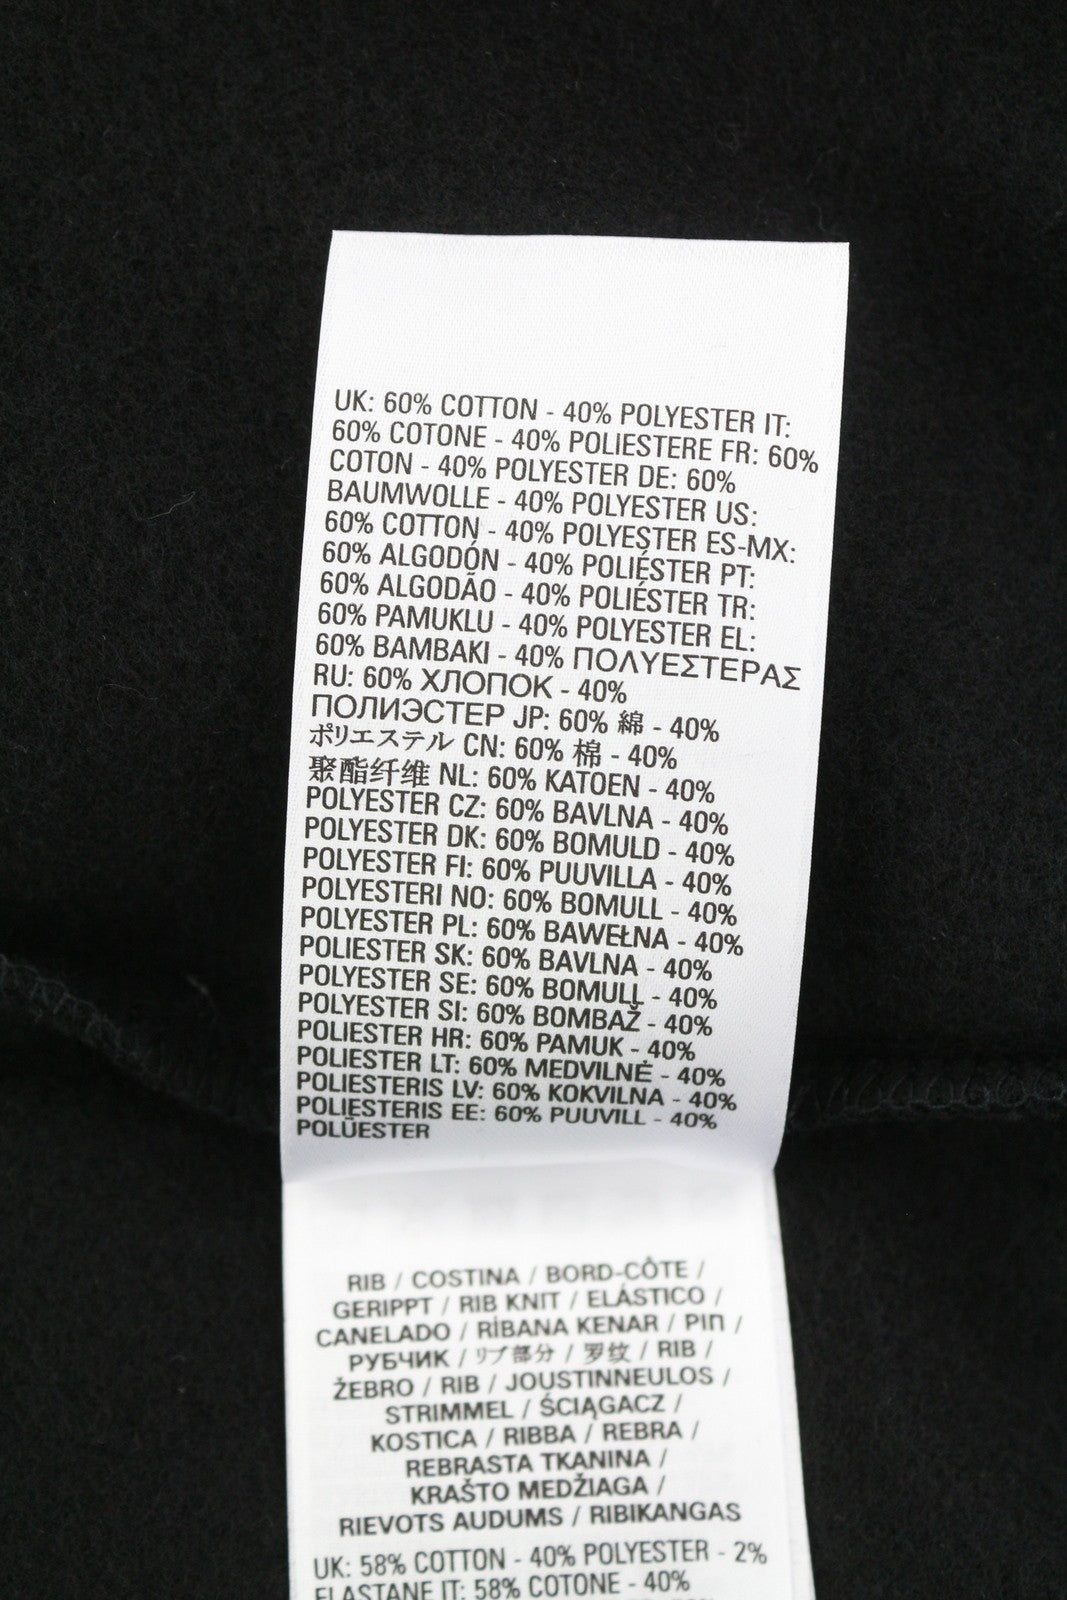 UK: 60% COTTON - 40% POLYESTER IT:
60% COTONE - 40% POLIESTERE FR: 60%
COTON - 40% POLYESTER DE: 60%
BAUMWOLLE - 40% POLYESTER US:
60% COTTON - 40% POLYESTER ES-MX:
60% ALGODÓN - 40% POLIÉSTER PT:
60% ALGODÃO - 40% POLIÉSTER TR:
60% PAMUKLU - 40% POLYESTER EL:
60% ΒΑΜΒΑΚΙ - 40% ΠΟΛΥΕΣΤΕΡΑΣ
RU: 60% ХЛОПОК - 40%
ПОЛИЭСТЕР JP: 60% 綿 - 40%
ポリエステル CN: 60% 棉 - 40%
聚酯纤维 NL: 60% KATOEN - 40%
POLYESTER CZ: 60% BAVLNA - 40%
POLYESTER DK: 60% BOMULD - 40%
POLYESTER FI: 60% PUUVILLA - 40%
POLYESTERI NO: 60% BOMULL - 40%
POLYESTER PL: 60% BAWEŁNA - 40%
POLIESTER SK: 60% BAVLNA - 40%
POLYESTER SE: 60% BOMULL - 40%
POLYESTER SI: 60% BOMBAŽ - 40%
POLIESTER HR: 60% PAMUK - 40%
POLIESTER LT: 60% MEDVILNĖ - 40%
POLIESTERIS LV: 60% KOKVILNA - 40%
POLIESTERIS EE: 60% PUUVILL - 40%
POLÜESTER
RIB / COSTINA / BORD-CÔTE /
GERIPPT / RIB KNIT / ELÁSTICO /
CANELADO / RİBANA KENAR / ΡΙΠ /
РУБЧИК / リブ部分 / 罗纹 / RIB /
ŽEBRO / RIB / JOUSTINNEULOS /
STRIMMEL / ŚCIĄGACZ /
KOSTICA / RIBBA / REBRA /
REBRASTA TKANINA /
KRAŠTO MEDŽIAGA /
RIEVOTS AUDUMS / RIBIKANGAS
UK: 58% COTTON - 40% POLYESTER - 2%
ELASTANE IT: 58% COTONE - 40%